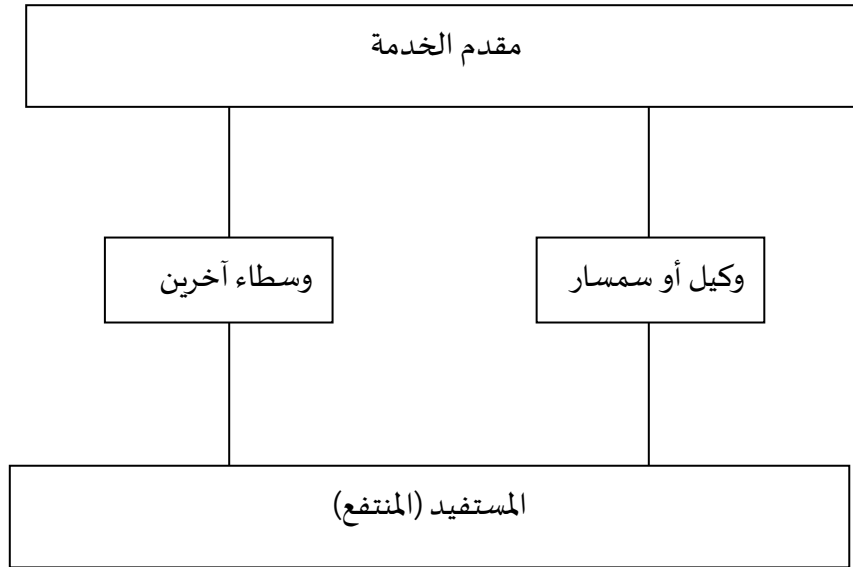 مقدم الخدمة
وكيل أو سمسار
وسطاء آخرين
المستفيد (المنتفع)